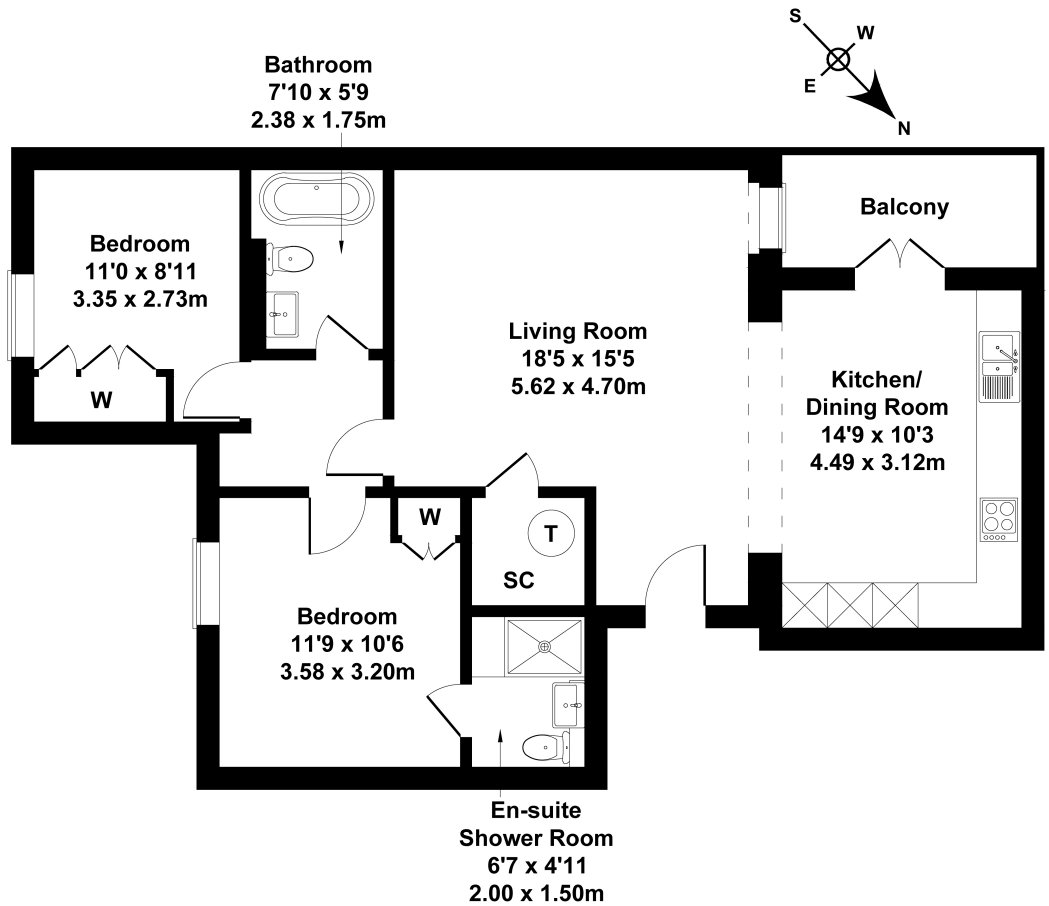 S
W
E
N
Bathroom
7'10 x 5'9
2.38 x 1.75m
Balcony
Bedroom
11'0 x 8'11
3.35 x 2.73m
W
Living Room
18'5 x 15'5
5.62 x 4.70m
Kitchen/
Dining Room
14'9 x 10'3
4.49 x 3.12m
W
T
SC
Bedroom
11'9 x 10'6
3.58 x 3.20m
En-suite
Shower Room
6'7 x 4'11
2.00 x 1.50m